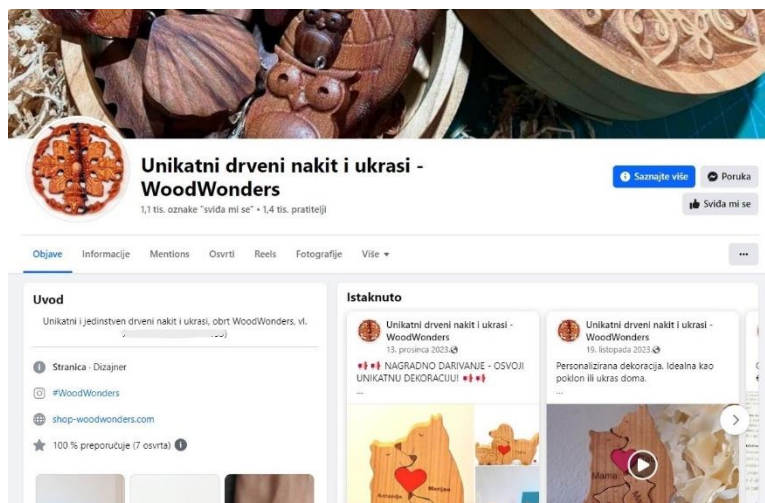 Unikatni drveni nakit i ukrasi -
WoodWonders
1,1 tis. oznake "sviđa mi se" • 1,4 tis. pratitelji
Saznajte više
Poruka
Sviđa mi se
Objave
Informacije
Mentions
Osvrti
Reels
Fotografije
Više
Uvod
Unikatni i jedinstven drveni nakit i ukrasi, obrt WoodWonders, vl.
Stranica · Dizajner
#WoodWonders
shop-woodwonders.com
100 % preporučuje (7 osvrta)
Istaknuto
Unikatni drveni nakit i ukrasi -
WoodWonders
13. prosinca 2023.
NAGRADNO DARIVANJE - OSVOJI
UNIKATNU DEKORACIJU!
...
Marijan
Unikatni drveni nakit i ukrasi -
WoodWonders
19. listopada 2023.
Personalizirana dekoracija. Idealna kao
poklon ili ukras doma.
...
Mama